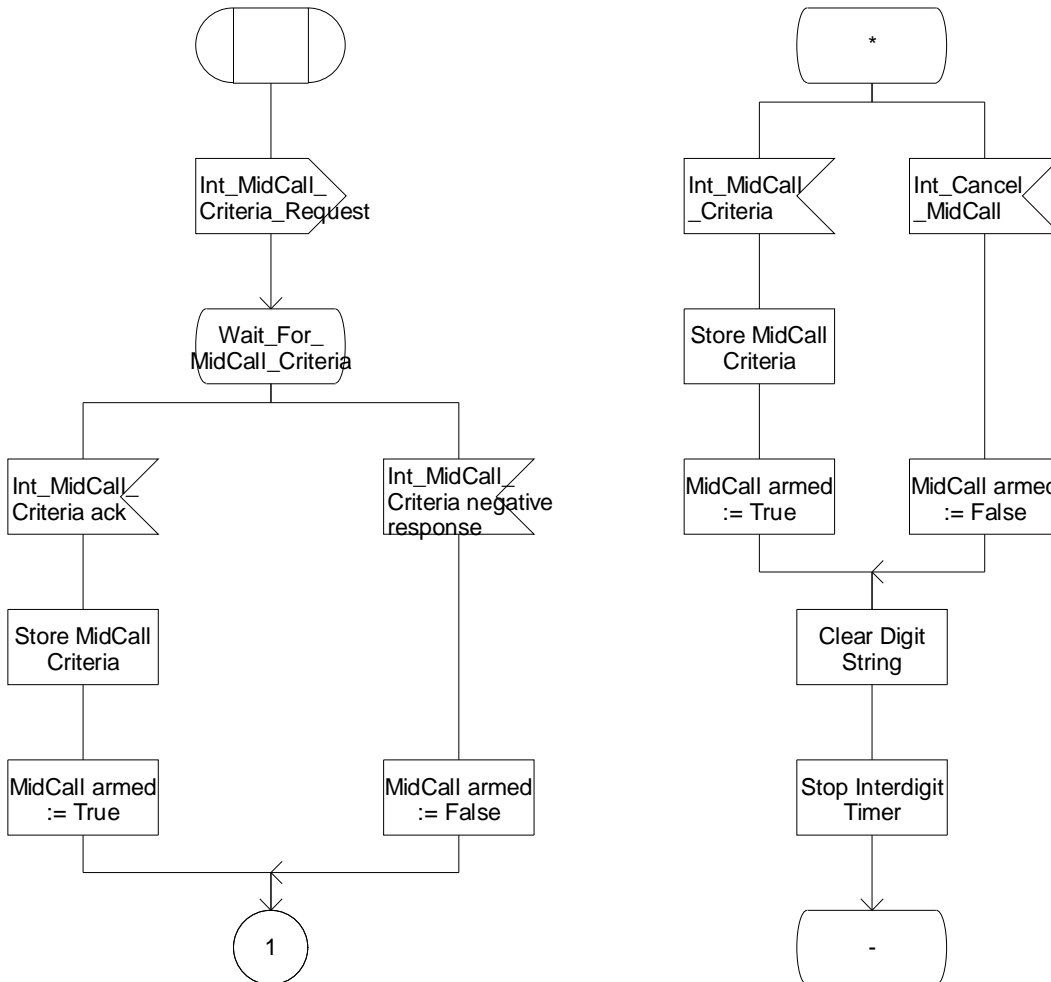 Int_MidCall_
Criteria_Request
Wait_For_
MidCall_Criteria
Int_MidCall_
Criteria ack
Int_MidCall_
Criteria negative
response
Store MidCall
Criteria
MidCall armed
:= True
MidCall armed
:= False
1
*
Int_MidCall
_Criteria
Int_Cancel
_MidCall
Store MidCall
Criteria
MidCall armed
:= True
MidCall armed
:= False
Clear Digit
String
Stop Interdigit
Timer
-